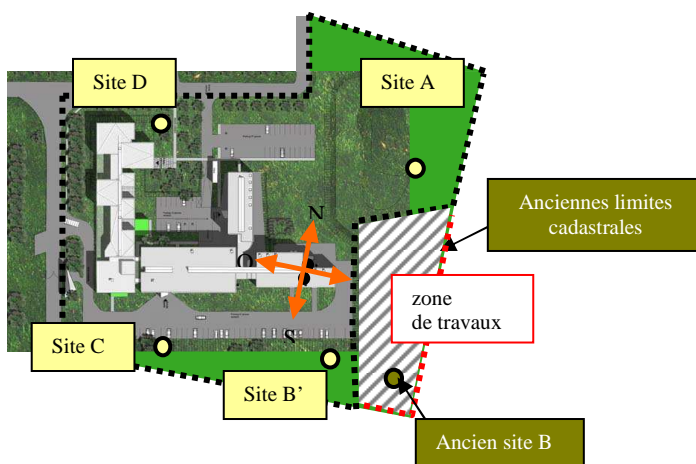 Site D
Site A
Anciennes limites
cadastrales
N
O
S
zone
de travaux
Site C
Site B’
Ancien site B